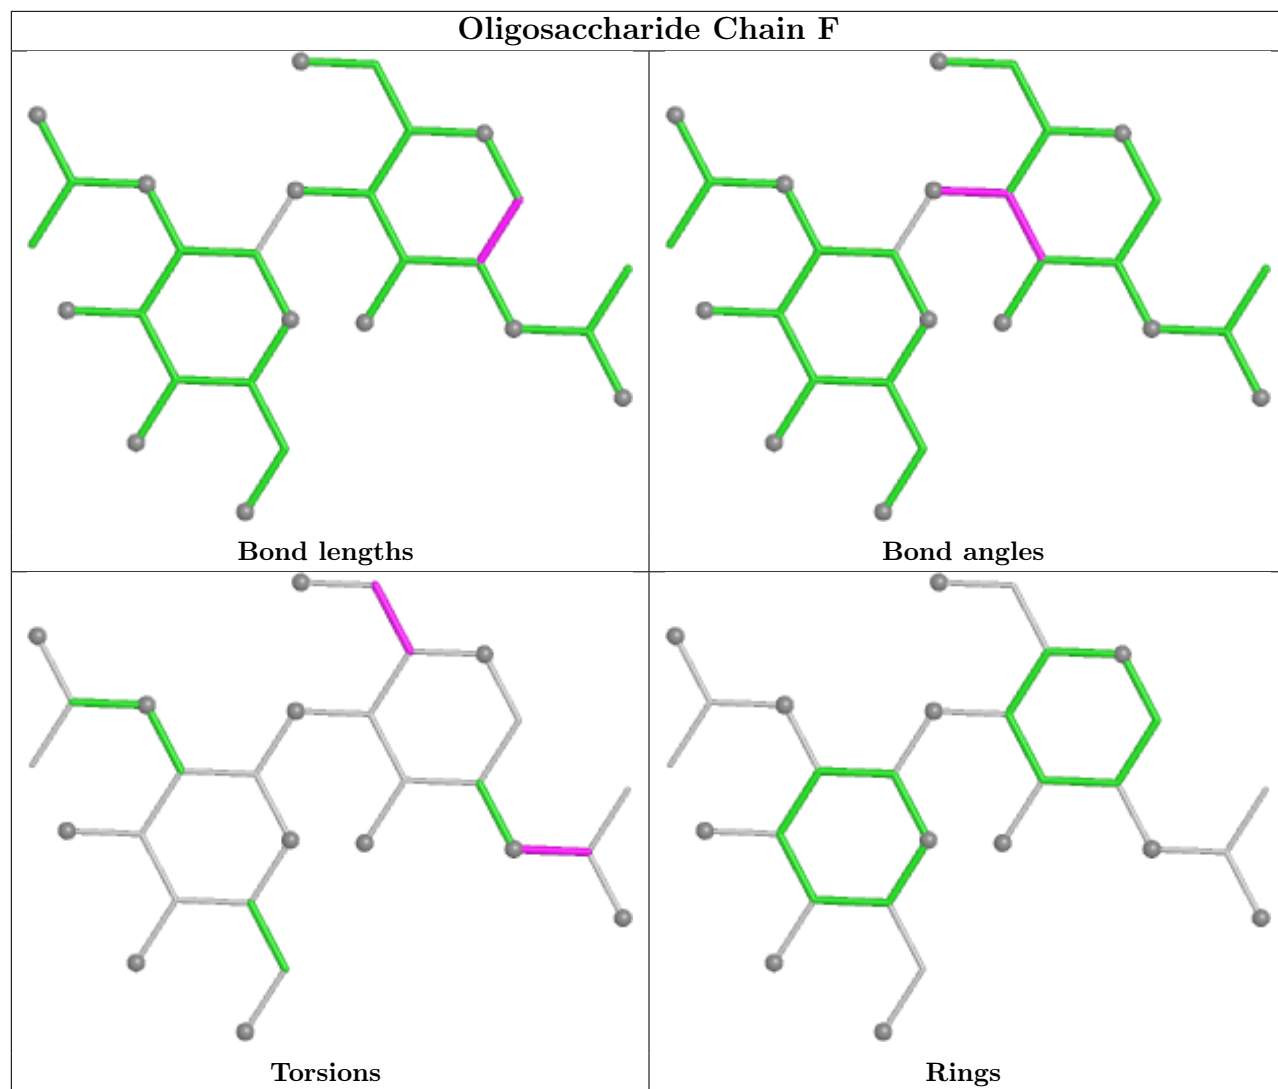 Oligosaccharide Chain F
Bond lengths
Bond angles
Torsions
Rings